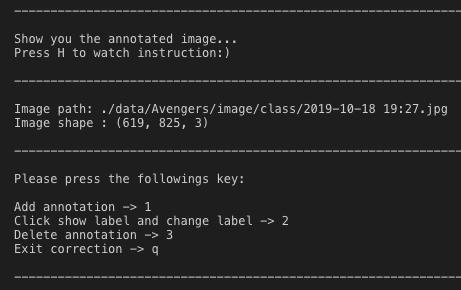 ------------------------------------------------------------
Show you the annotated image...
Press H to watch instruction:)
------------------------------------------------------------
Image path: ./data/Avengers/image/class/2019-10-18 19:27.jpg
Image shape : (619, 825, 3)
------------------------------------------------------------
Please press the followings key:
Add annotation -> 1
Click show label and change label -> 2
Delete annotation -> 3
Exit correction -> q
------------------------------------------------------------